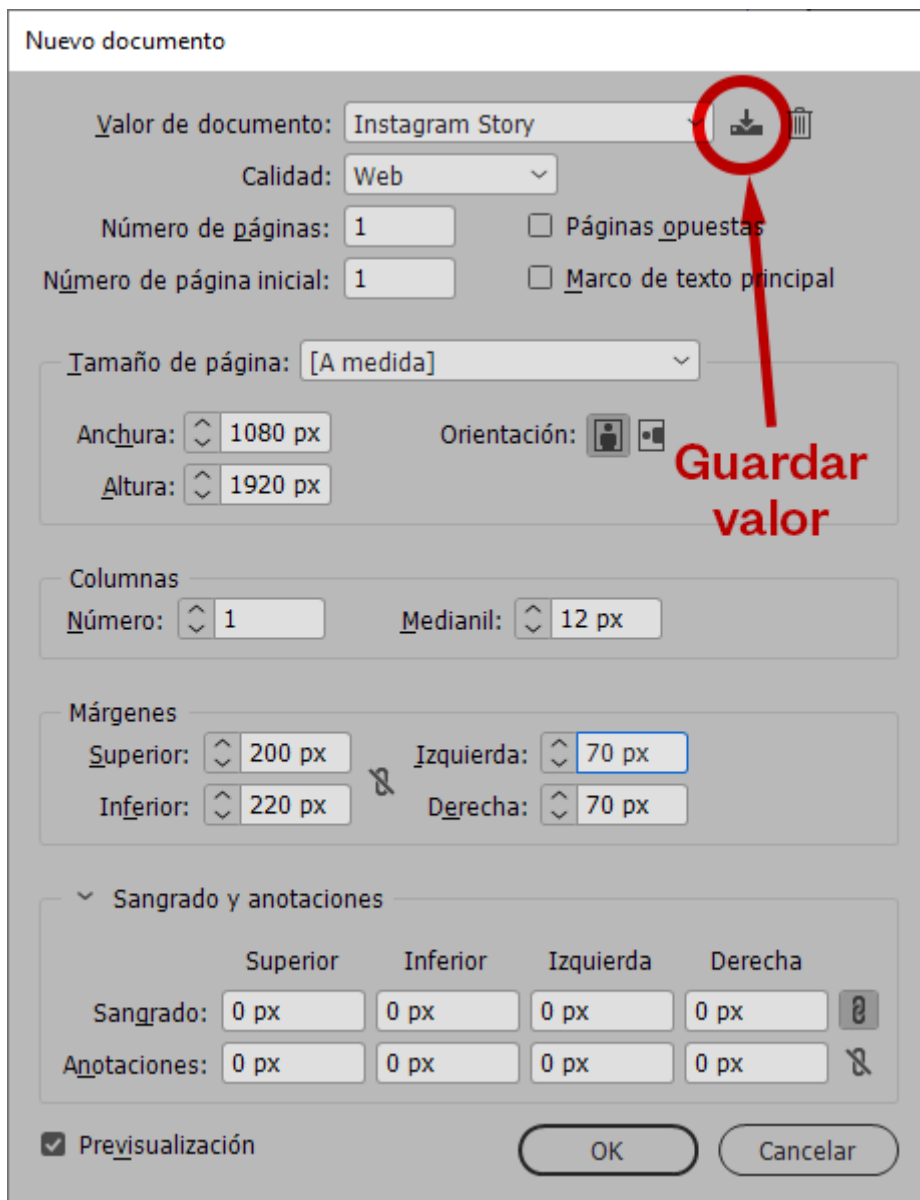 Nuevo documento
Valor de documento: Instagram Story
Calidad: Web
Número de páginas: 1 Páginas opuestas
Número de página inicial: 1 Marco de texto principal
Tamaño de página: [A medida]
Anchura: 1080 px Orientación:
Altura: 1920 px
Guardar
valor
Columnas
Número: 1 Medianil: 12 px
Márgenes
Superior: 200 px Izquierda: 70 px
Inferior: 220 px Derecha: 70 px
Sangrado y anotaciones
Superior Inferior Izquierda Derecha
Sangrado: 0 px 0 px 0 px 0 px
Anotaciones: 0 px 0 px 0 px 0 px
Previsualización OK Cancelar